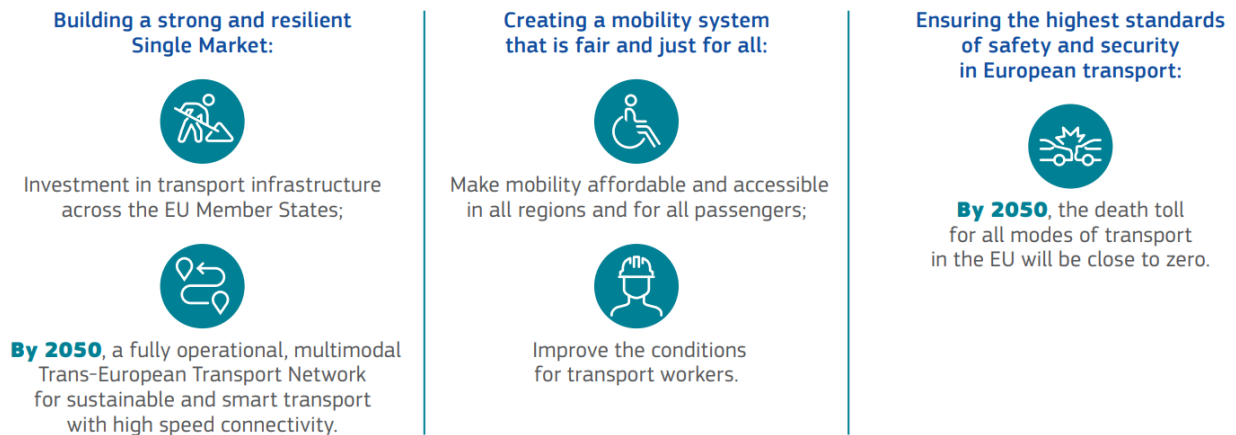 Building a strong and resilient
Single Market:
Investment in transport infrastructure
across the EU Member States;
By 2050, a fully operational, multimodal
Trans-European Transport Network
for sustainable and smart transport
with high speed connectivity.
Creating a mobility system
that is fair and just for all:
Make mobility affordable and accessible
in all regions and for all passengers;
Improve the conditions
for transport workers.
Ensuring the highest standards
of safety and security
in European transport:
By 2050, the death toll
for all modes of transport
in the EU will be close to zero.